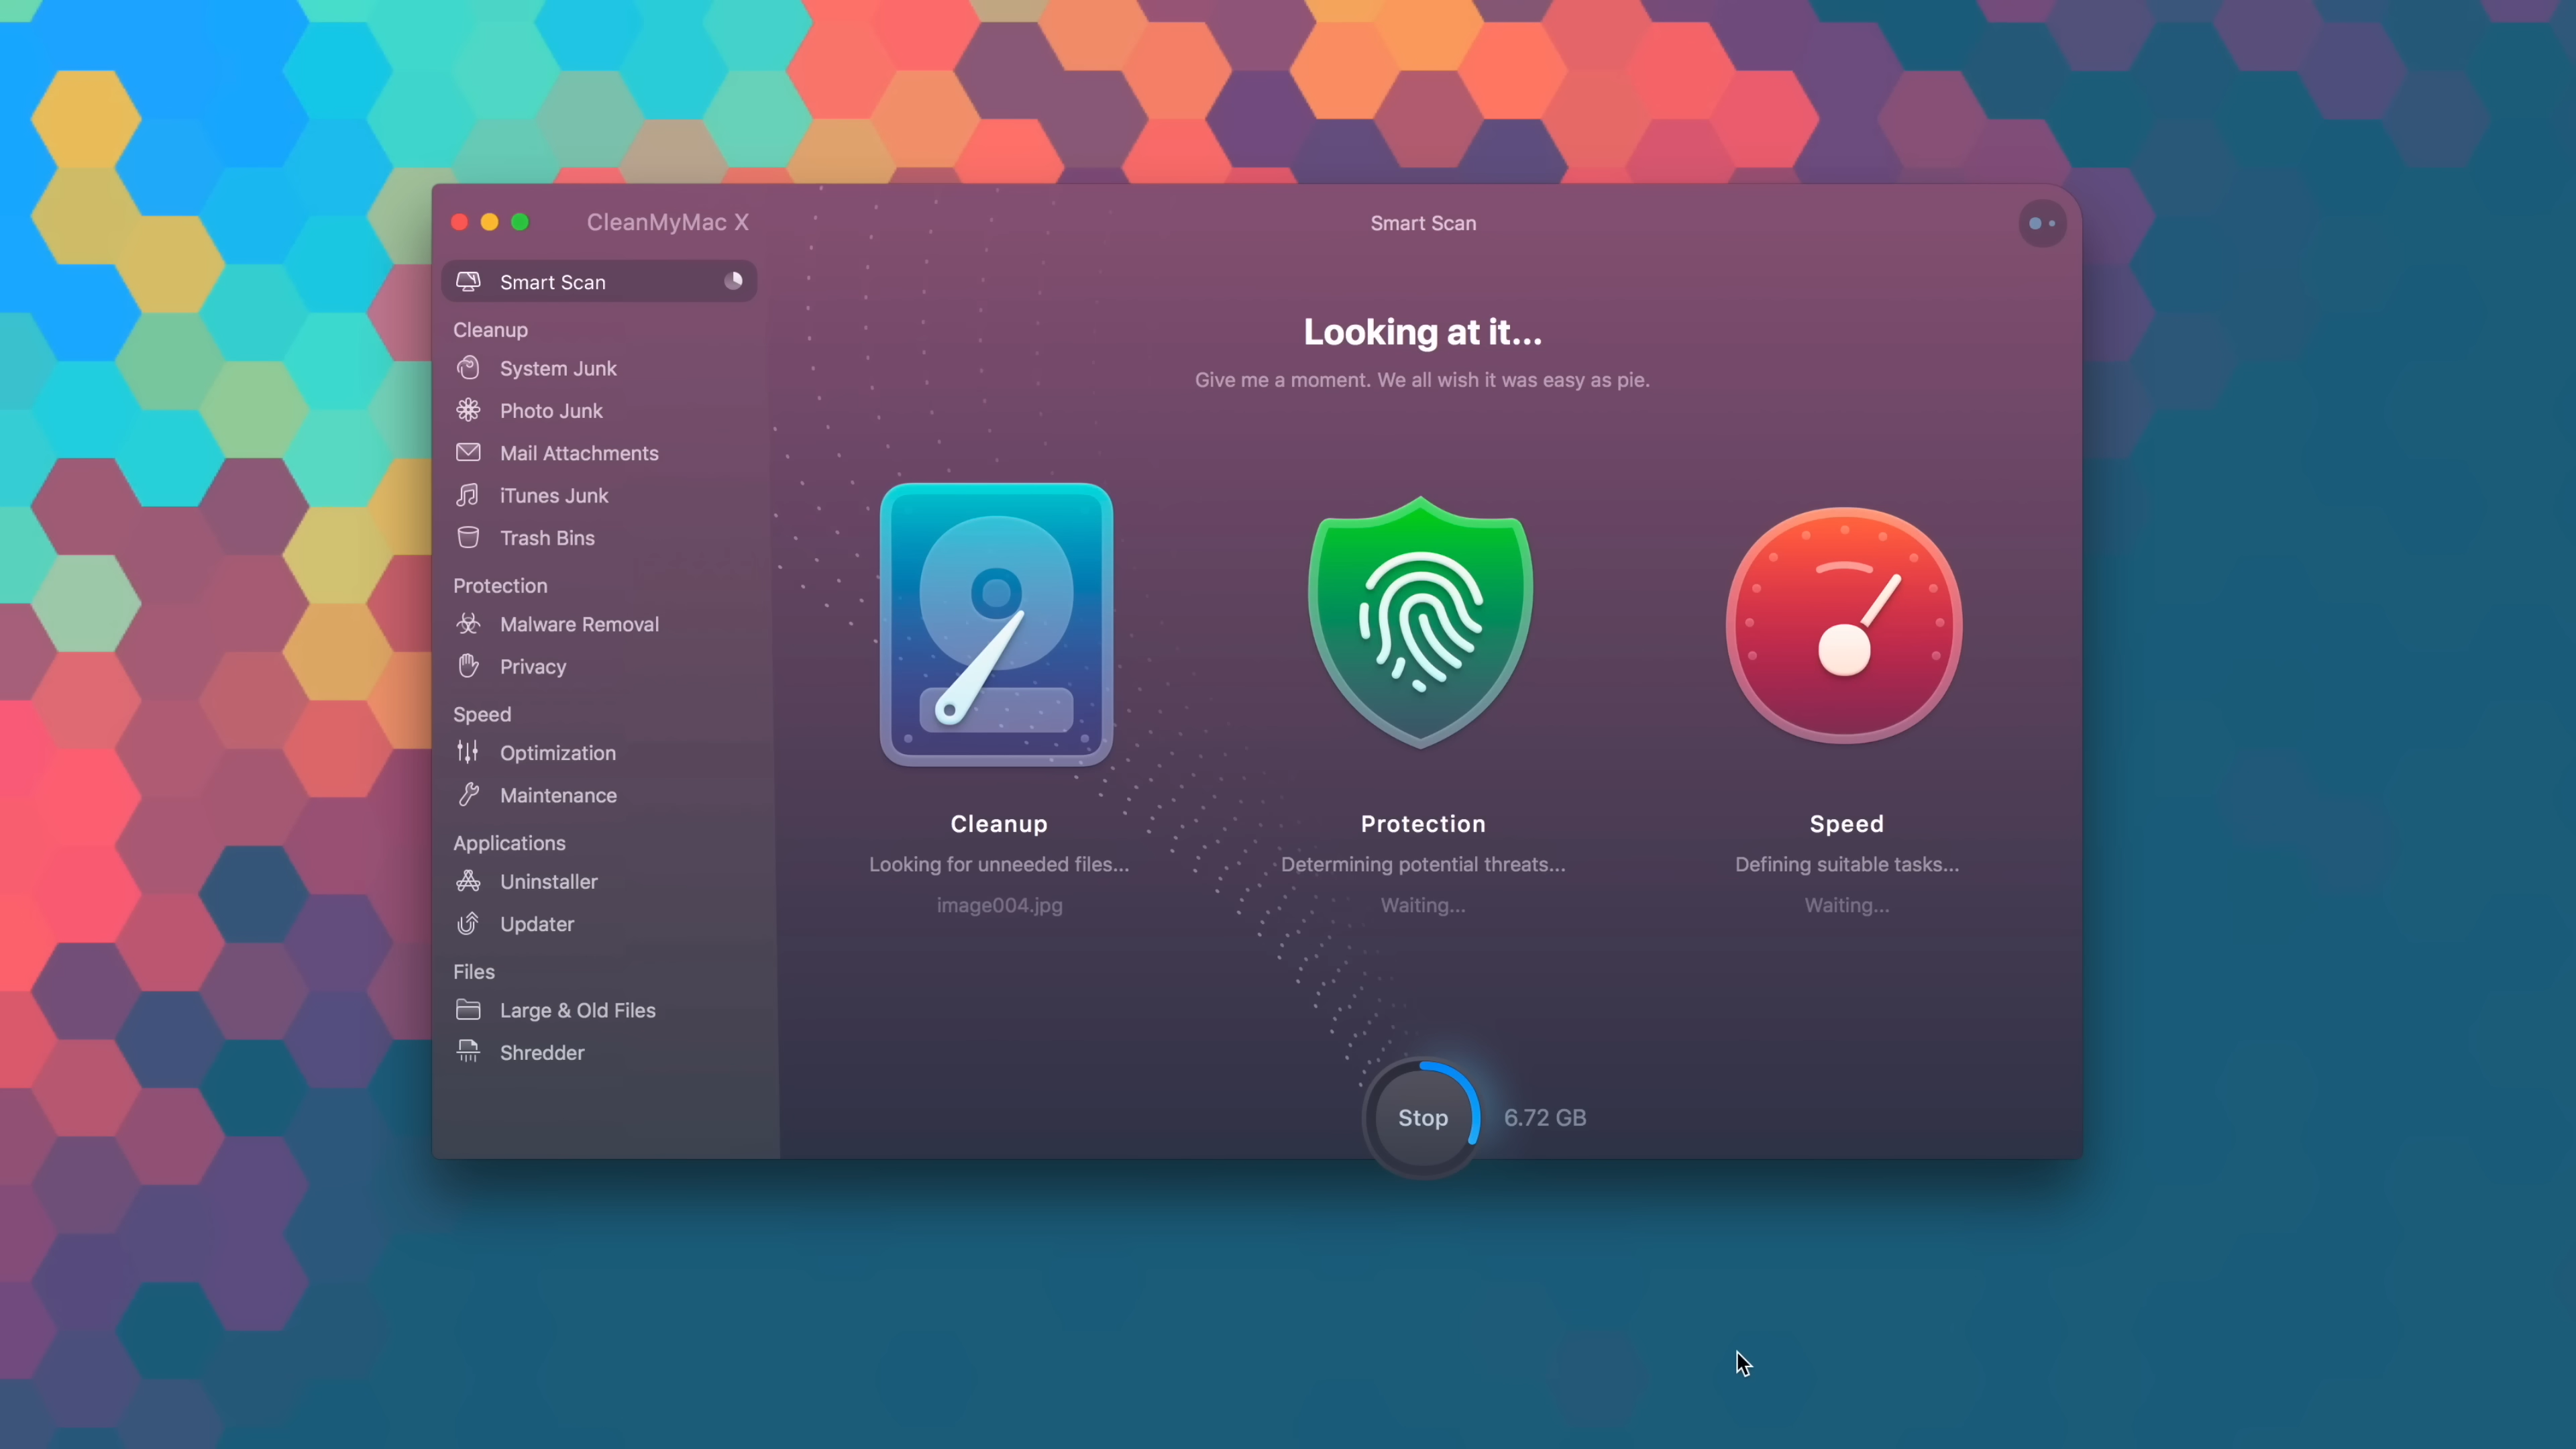 CleanMyMac X
Smart Scan
Smart Scan
Cleanup
System Junk
Photo Junk
Mail Attachments
iTunes Junk
Trash Bins
Protection
Malware Removal
Privacy
Speed
Optimization
Maintenance
Applications
Uninstaller
Updater
Files
Large & Old Files
Shredder
Looking at it...
Give me a moment. We all wish it was easy as pie.
Cleanup
Looking for unneeded files...
image004.jpg
Protection
Determining potential threats...
Waiting...
Speed
Defining suitable tasks...
Waiting...
Stop
6.72 GB